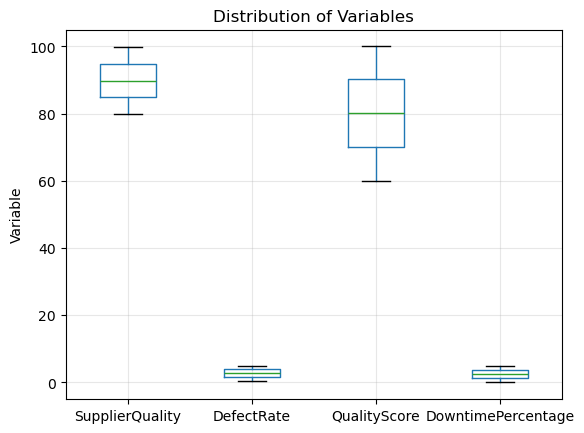 Distribution of Variables
Variable
100
80
60
40
20
0
SupplierQuality DefectRate QualityScore DowntimePercentage